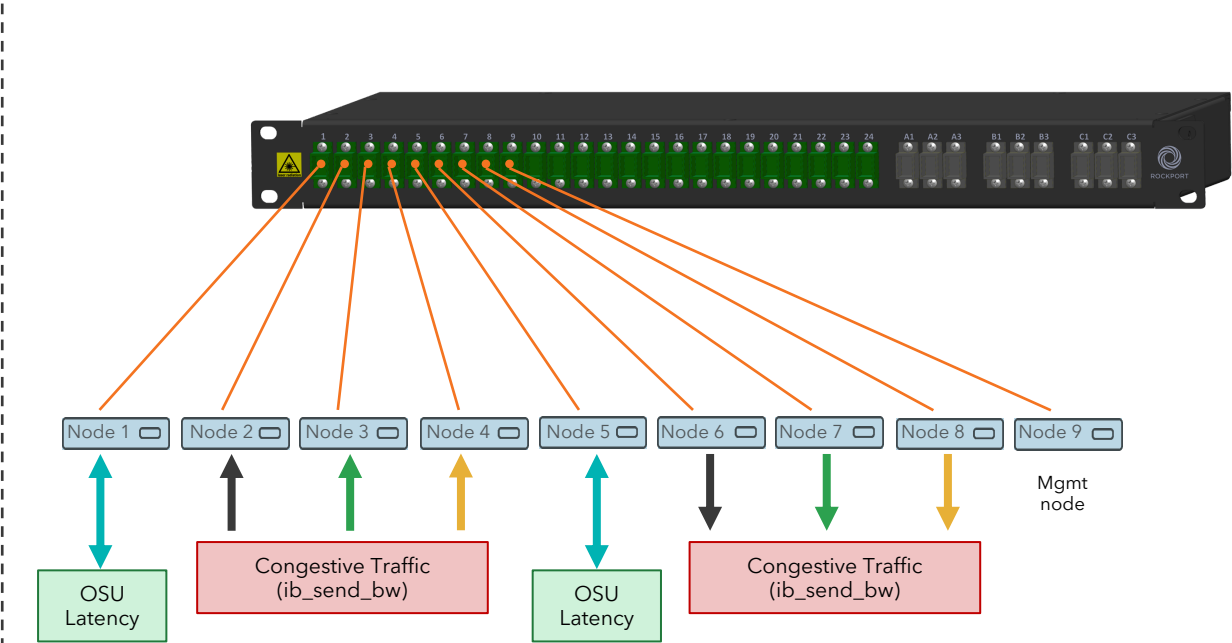 1 2 3 4 5 6 7 8 9 10 11 12 13 14 15 16 17 18 19 20 21 22 23 24 A1 A2 A3 B1 B2 B3 C1 C2 C3
ROCKPORT
Node 1 Node 2 Node 3 Node 4 Node 5 Node 6 Node 7 Node 8 Node 9
Mgmt
node
Congestive Traffic
(ib_send_bw)
Congestive Traffic
(ib_send_bw)
OSU
Latency
OSU
Latency